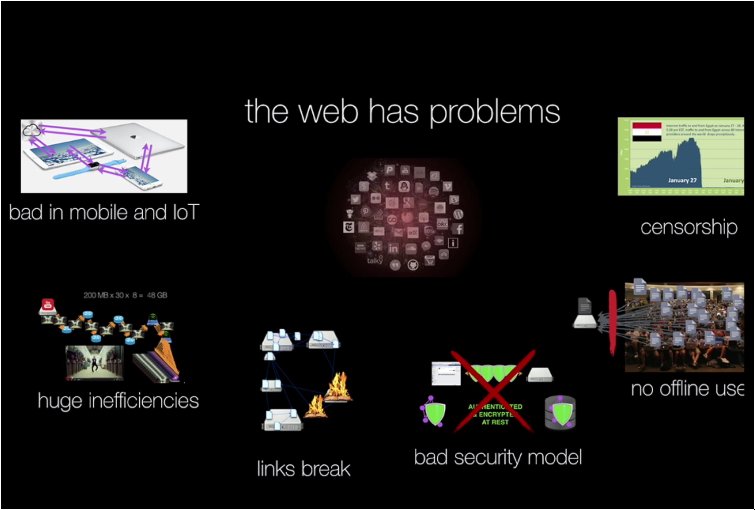 the web has problems
bad in mobile and IoT
January 27
January
censorship
200 MB x 30 x 8 = 48 GB
huge inefficiencies
talky
links break
AUTHENTICATED
& ENCRYPTED
AT REST
bad security model
no offline use